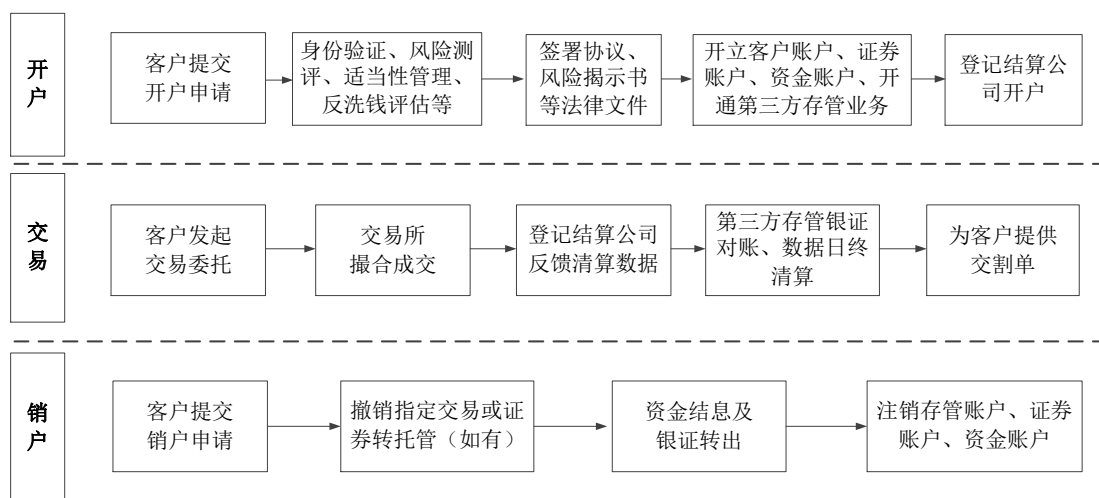 开
户
客户提交
开户申请
身份验证、风险测
评、适当性管理、
反洗钱评估等
签署协议、
风险揭示书
等法律文件
开立客户账户、证券
账户、资金账户、开
通第三方存管业务
登记结算公
司开户
交
易
客户发起
交易委托
交易所
撮合成交
登记结算公司
反馈清算数据
第三方存管银证
对账、数据日终
清算
为客户提供
交割单
销
户
客户提交
销户申请
撤销指定交易或证
券转托管（如有）
资金结息及
银证转出
注销存管账户、证券
账户、资金账户